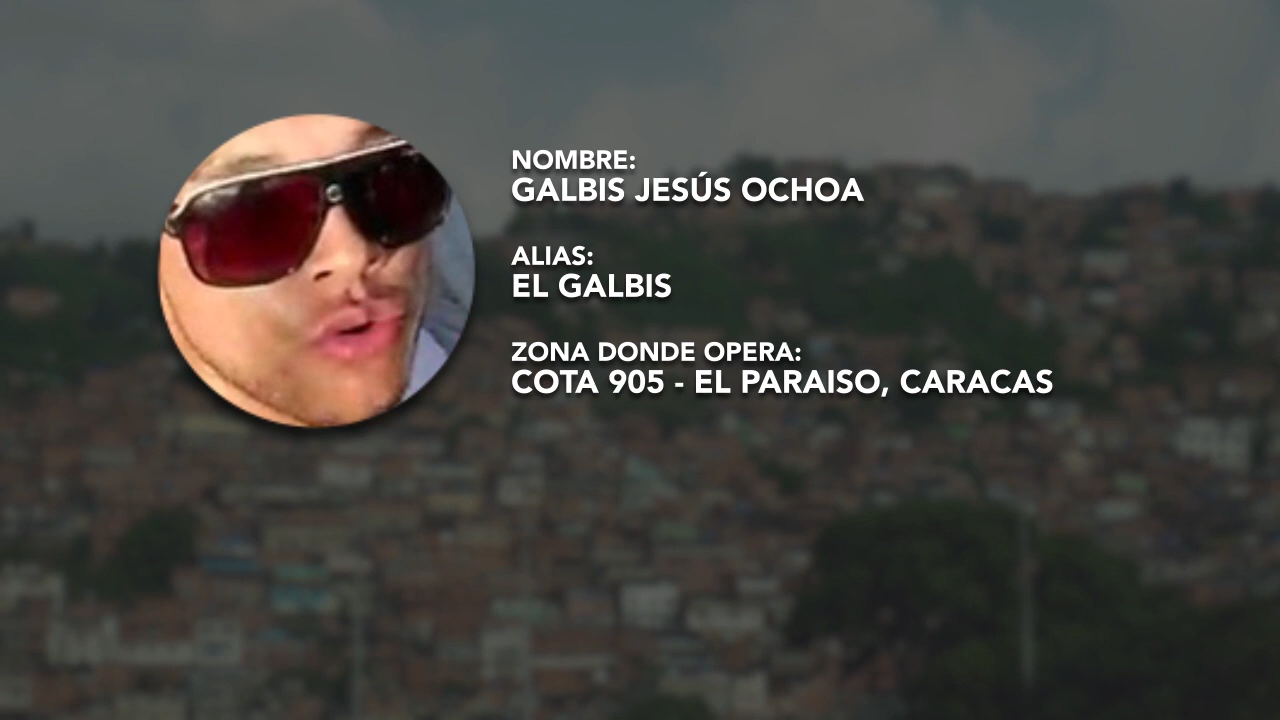 NOMBRE:
GALBIS JESÚS OCHOA
ALIAS:
EL GALBIS
ZONA DONDE OPERA:
COTA 905 - EL PARAISO, CARACAS